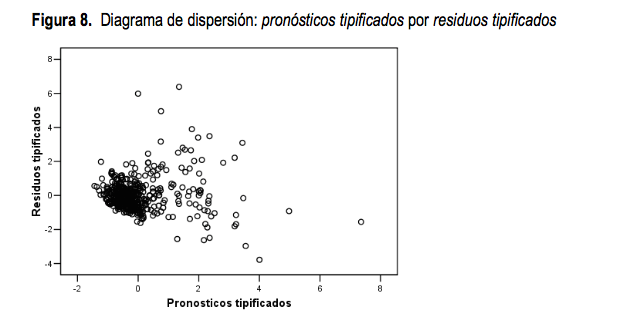 Figura 8. Diagrama de dispersión: pronósticos tipificados por residuos tipificados
Residuos tipificados
8
6
4
2
0
-2
-4
-2 0 2 4 6 8
Pronosticos tipificados